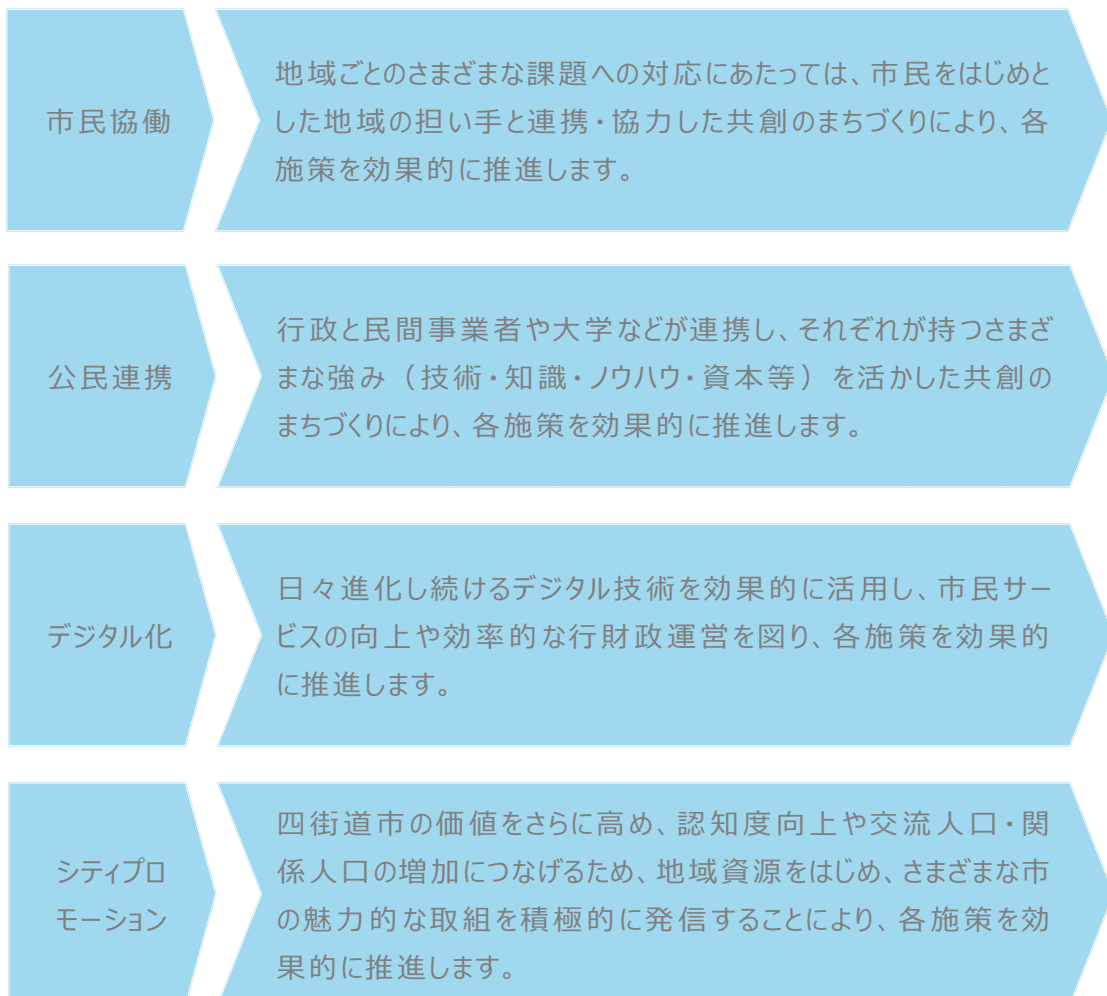 市民協働
地域ごとのさまざまな課題への対応にあたっては、市民をはじめと
した地域の担い手と連携・協力した共創のまちづくりにより、各
施策を効果的に推進します。
公民連携
行政と民間事業者や大学などが連携し、それぞれが持つさまざ
まな強み（技術・知識・ノウハウ・資本等）を活かした共創の
まちづくりにより、各施策を効果的に推進します。
デジタル化
日々進化し続けるデジタル技術を効果的に活用し、市民サー
ビスの向上や効率的な行財政運営を図り、各施策を効果的
に推進します。
シティプロ
モーション
四街道市の価値をさらに高め、認知度向上や交流人口・関
係人口の増加につなげるため、地域資源をはじめ、さまざまな市
の魅力的な取組を積極的に発信することにより、各施策を効
果的に推進します。